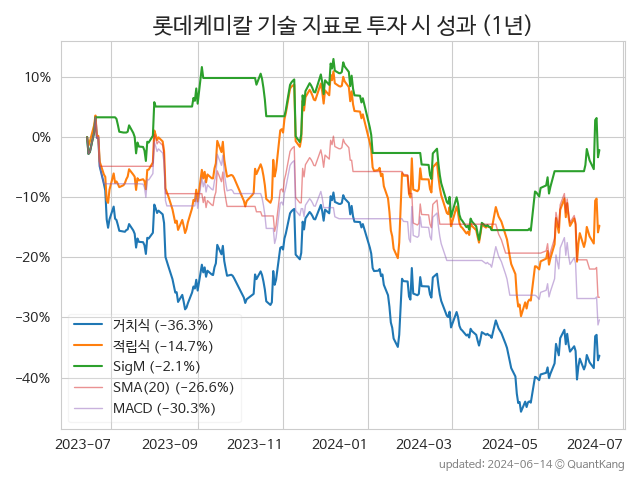 롯데케미칼 기술 지표로 투자 시 성과 (1년)
10%
0%
−10%
−20%
−30%
−40%
거치식 (−36.3%)
적립식 (−14.7%)
SigM (−2.1%)
SMA(20) (−26.6%)
MACD (−30.3%)
2023-07 2023-09 2023-11 2024-01 2024-03 2024-05 2024-07
updated: 2024-06-14 © QuantKang